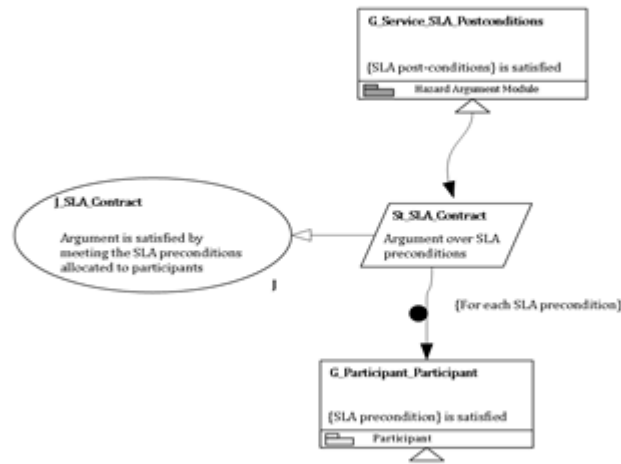 G_Service_SLA_Postconditions
{SLA post-conditions} is satisfied
Hazard Argument Module
J_SLA_Contract
Argument is satisfied by
meeting the SLA preconditions
allocated to participants
J
St_SLA_Contract
Argument over SLA
preconditions
{For each SLA precondition}
G_Participant_Participant
{SLA precondition} is satisfied
Participant